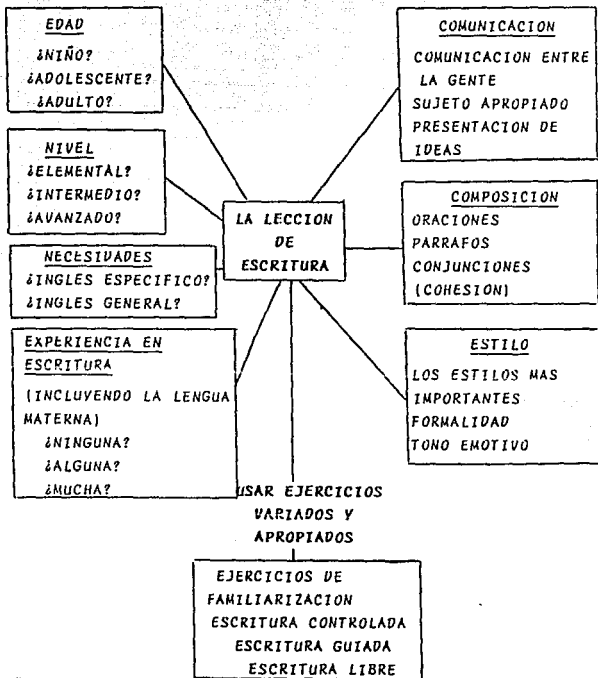 EDAD
¿NIÑO?
¿ADOLESCENTE?
¿ADULTO?
NIVEL
¿ELEMENTAL?
¿INTERMEDIO?
¿AVANZADO?
NECESIDADES
¿INGLES ESPECIFICO?
¿INGLES GENERAL?
EXPERIENCIA EN
ESCRITURA
(INCLUYENDO LA LENGUA
MATERNA)
¿NINGUNA?
¿ALGUNA?
¿MUCHA?
LA LECCION
DE
ESCRITURA
COMUNICACION
COMUNICACION ENTRE
LA GENTE
SUJETO APROPIADO
PRESENTACION DE
IDEAS
COMPOSICION
ORACIONES
PARRAFOS
CONJUNCIONES
(COHESION)
ESTILO
LOS ESTILOS MAS
IMPORTANTES
FORMALIDAD
TONO EMOTIVO
USAR EJERCICIOS
VARIADOS Y
APROPIADOS
EJERCICIOS DE
FAMILIARIZACION
ESCRITURA CONTROLADA
ESCRITURA GUIADA
ESCRITURA LIBRE